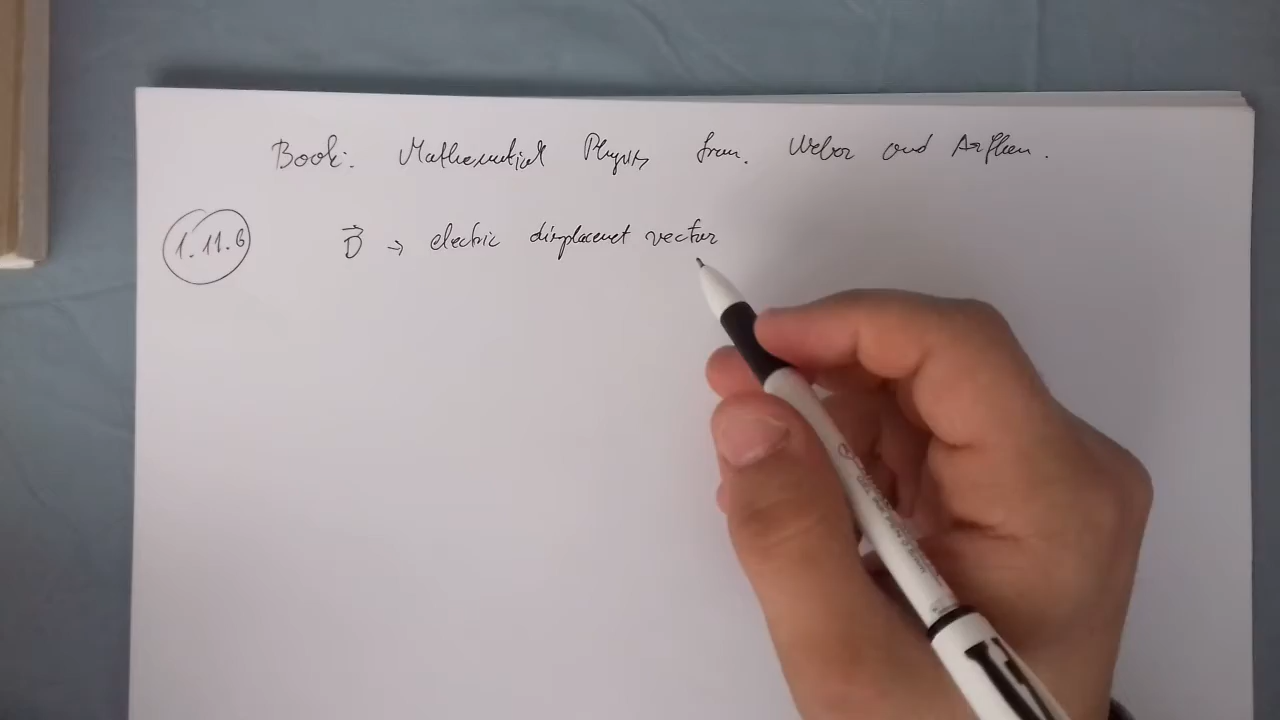 Book: Mathematical Physics from Weber and Arfken.
1.11.6 D⃗ → electric displacement vector